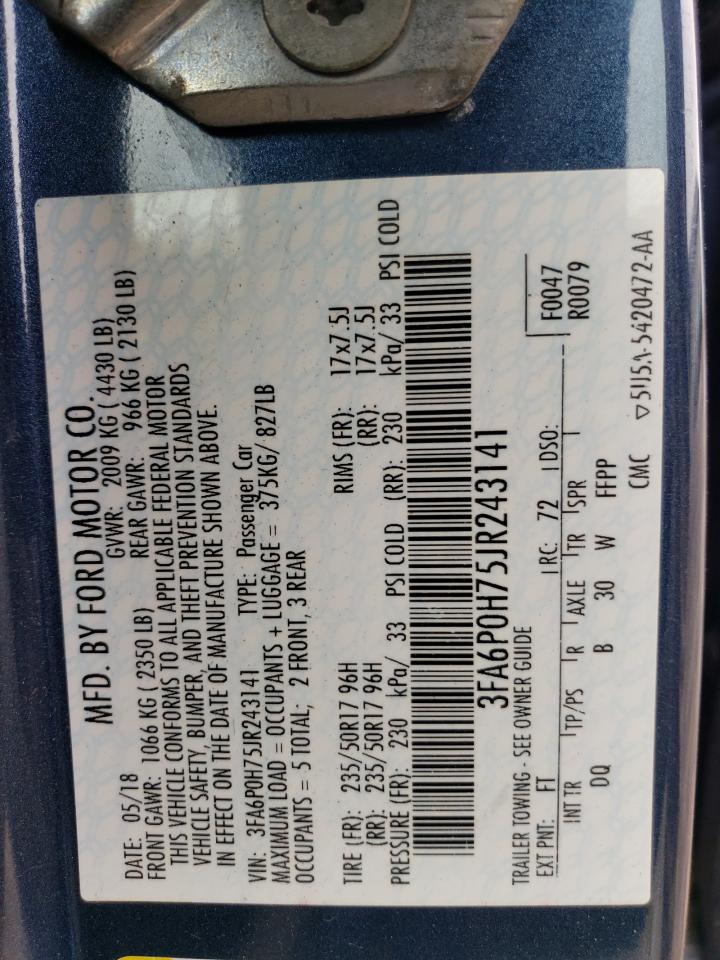 MFD. BY FORD MOTOR CO.
DATE: 05/18 GVWR: 2009 KG ( 4430 LB)
FRONT GAWR: 1066 KG ( 2350 LB) REAR GAWR: 966 KG ( 2130 LB)
THIS VEHICLE CONFORMS TO ALL APPLICABLE FEDERAL MOTOR
VEHICLE SAFETY, BUMPER, AND THEFT PREVENTION STANDARDS
IN EFFECT ON THE DATE OF MANUFACTURE SHOWN ABOVE.
VIN: 3FA6P0H75JR243141 TYPE: Passenger Car
MAXIMUM LOAD = OCCUPANTS + LUGGAGE = 375KG/ 827LB
OCCUPANTS = 5 TOTAL; 2 FRONT, 3 REAR
TIRE (FR): 235/50R17 96H RIMS (FR): 17x7.5J
(RR): 235/50R17 96H (RR): 17x7.5J
PRESSURE (FR): 230 kPa/ 33 PSI COLD (RR): 230 kPa/ 33 PSI COLD
3FA6P0H75JR243141
TRAILER TOWING - SEE OWNER GUIDE F0047
EXT PNT: FT RC: 72 DSO: R0079
INT TR TP/PS R AXLE TR SPR
DQ B 30 W FFPP
CMC ▽5U5A-5420472-AA